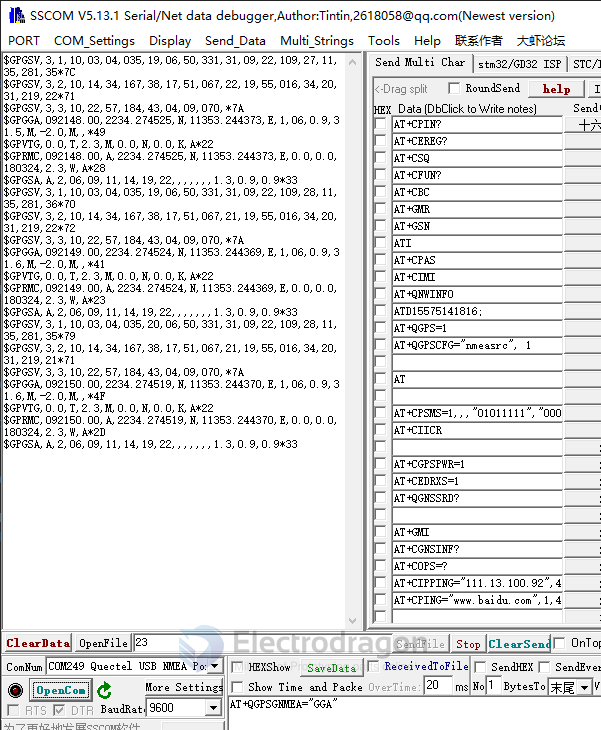 SSCOM V5.13.1 Serial/Net data debugger,Author:Tintin,2618058@qq.com(Newest version)
PORT COM_Settings Display Send_Data Multi_Strings Tools Help 联系作者 大虾论坛
$GPGSV,3,1,10,03,04,035,19,06,50,331,31,09,22,109,27,11,
35,281,35*7C
$GPGSV,3,2,10,14,34,167,38,17,51,067,22,19,55,016,34,20,
31,219,22*71
$GPGSV,3,3,10,22,57,184,43,04,09,070,*7A
$GPGGA,092148.00,2234.274525,N,11353.244373,E,1,06,0.9,3
1.5,M,-2.0,M,,*49
$GPVTG,0.0,T,2.3,M,0.0,N,0.0,K,A*22
$GPRMC,092148.00,A,2234.274525,N,11353.244373,E,0.0,0.0,
180324,2.3,W,A*28
$GPGSA,A,2,06,09,11,14,19,22,,,,,,,1.3,0.9,0.9*33
$GPGSV,3,1,10,03,04,035,19,06,50,331,31,09,22,109,28,11,
35,281,36*70
$GPGSV,3,2,10,14,34,167,38,17,51,067,21,19,55,016,34,20,
31,219,22*72
$GPGSV,3,3,10,22,57,184,43,04,09,070,*7A
$GPGGA,092149.00,2234.274524,N,11353.244369,E,1,06,0.9,3
1.6,M,-2.0,M,,*41
$GPVTG,0.0,T,2.3,M,0.0,N,0.0,K,A*22
$GPRMC,092149.00,A,2234.274524,N,11353.244369,E,0.0,0.0,
180324,2.3,W,A*23
$GPGSA,A,2,06,09,11,14,19,22,,,,,,,1.3,0.9,0.9*33
$GPGSV,3,1,10,03,04,035,20,06,50,331,31,09,22,109,28,11,
35,281,35*79
$GPGSV,3,2,10,14,34,167,38,17,51,067,21,19,55,016,34,20,
31,219,21*71
$GPGSV,3,3,10,22,57,184,43,04,09,070,*7A
$GPGGA,092150.00,2234.274519,N,11353.244370,E,1,06,0.9,3
1.6,M,-2.0,M,,*4F
$GPVTG,0.0,T,2.3,M,0.0,N,0.0,K,A*22
$GPRMC,092150.00,A,2234.274519,N,11353.244370,E,0.0,0.0,
180324,2.3,W,A*2D
$GPGSA,A,2,06,09,11,14,19,22,,,,,,,1.3,0.9,0.9*33
Send Multi Char stm32/GD32 ISP STC/I
<-Drag split RoundSend help I
HEX Data(DbClick to Write notes) Send
AT+CPIN? 十六
AT+CEREG?
AT+CSQ
AT+CFUN?
AT+CBC
AT+GMR
AT+GSN
ATI
AT+CPAS
AT+CIMI
AT+QNWINFO
ATD15575141816;
AT+QGPS=1
AT+QGPSCFG="nmeasrc", 1
AT
AT+CPSMS=1,,,"01011111","000
AT+CIICR
AT+CGPSPWR=1
AT+CEDRXS=1
AT+QGNSSRD?
AT+GMI
AT+CGNSINF?
AT+COPS=?
AT+CIPPING="111.13.100.92",4
AT+CPING="www.baidu.com",1,4
ClearData OpenFile 23 Electrodragon SendFile Stop ClearSend OnTop
ComNum COM249 Quectel USB NMEA Po HEXShow SaveData ReceivedToFile SendHEX SendEver
OpenCom More Settings Show Time and Packe OverTime: 20 ms No 1 BytesTo 末尾
RTS DTR BaudRat 9600 AT+QGPSGNMEA="GGA"
为了更好地发展SSCOM软件